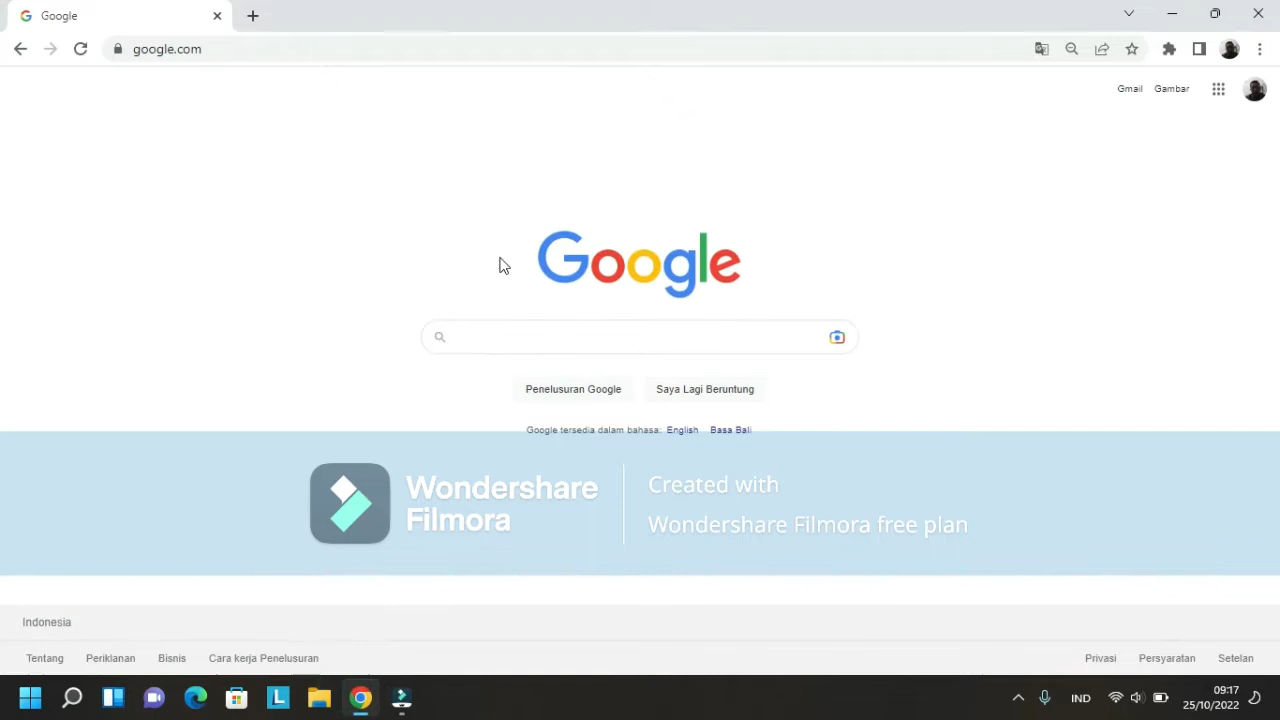 Google
google.com
Gmail Gambar
Google
Penelusuran Google Saya Lagi Beruntung
Google tersedia dalam bahasa: English Basa Bali
Wondershare
Filmora
Created with
Wondershare Filmora free plan
Indonesia
Tentang Periklanan Bisnis Cara kerja Penelusuran Privasi Persyaratan Setelan
L
IND
09:17
25/10/2022